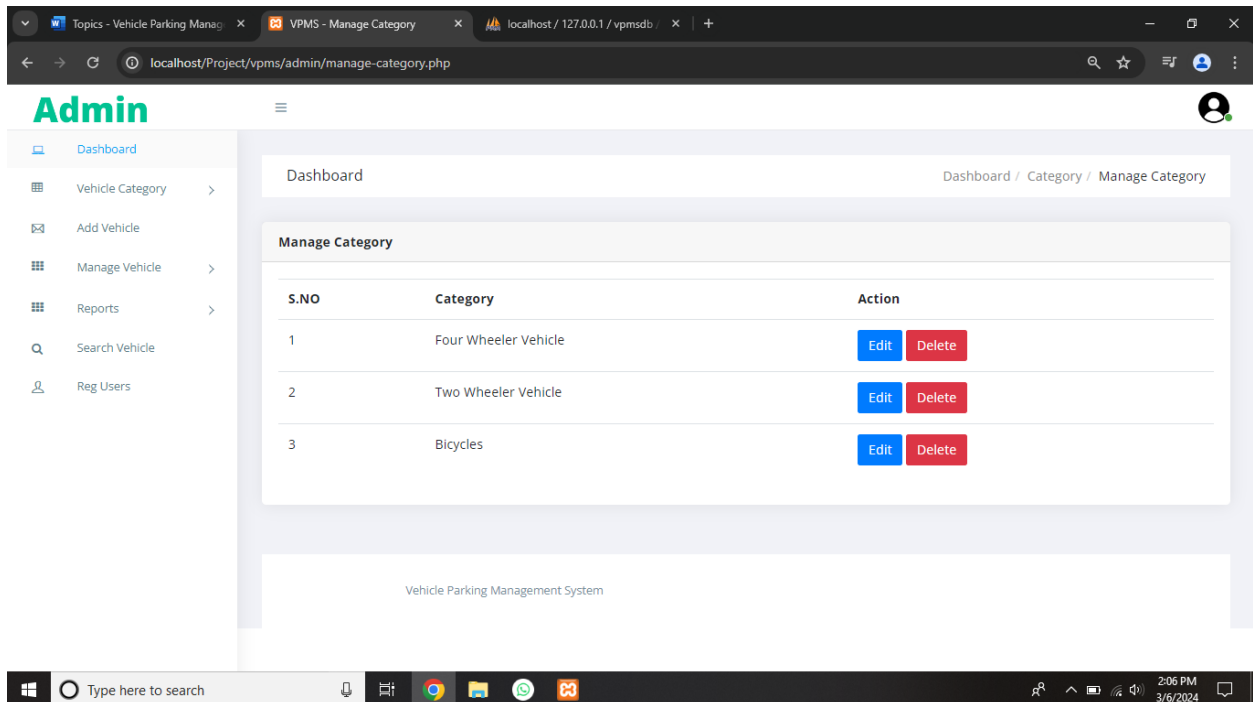 Topics - Vehicle Parking Manag
VPMS - Manage Category
localhost / 127.0.0.1 / vpmsdb /
localhost/Project/vpms/admin/manage-category.php
Admin
Dashboard
Vehicle Category
Add Vehicle
Manage Vehicle
Reports
Search Vehicle
Reg Users
Dashboard
Dashboard / Category / Manage Category
Manage Category
S.NO Category Action
1 Four Wheeler Vehicle Edit Delete
2 Two Wheeler Vehicle Edit Delete
3 Bicycles Edit Delete
Vehicle Parking Management System
Type here to search
2:06 PM
3/6/2024